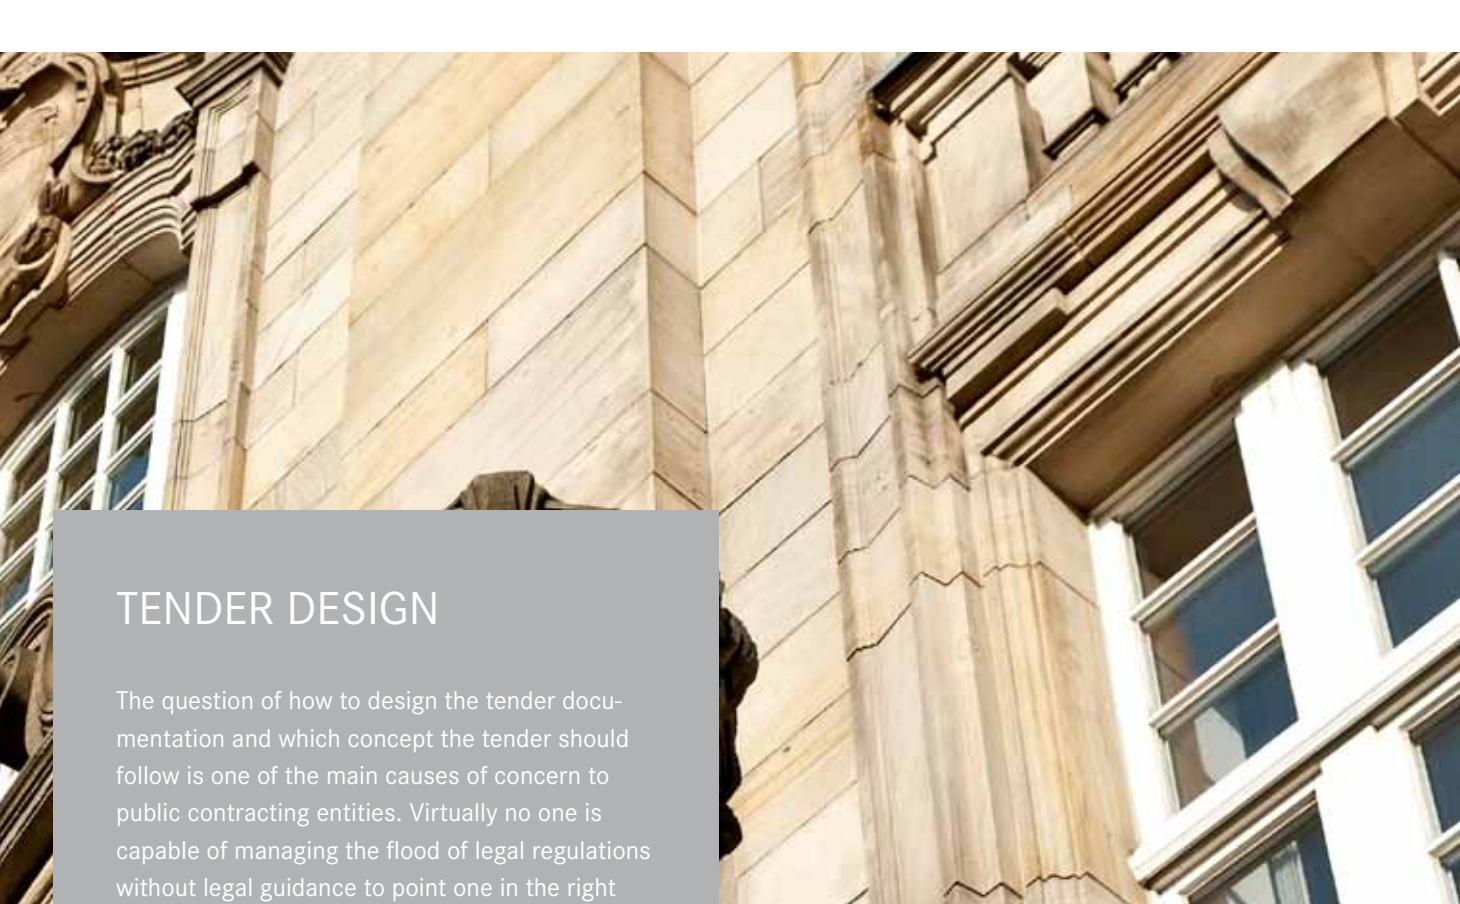 TENDER DESIGN
The question of how to design the tender docu-
mentation and which concept the tender should
follow is one of the main causes of concern to
public contracting entities. Virtually no one is
capable of managing the flood of legal regulations
without legal guidance to point one in the right